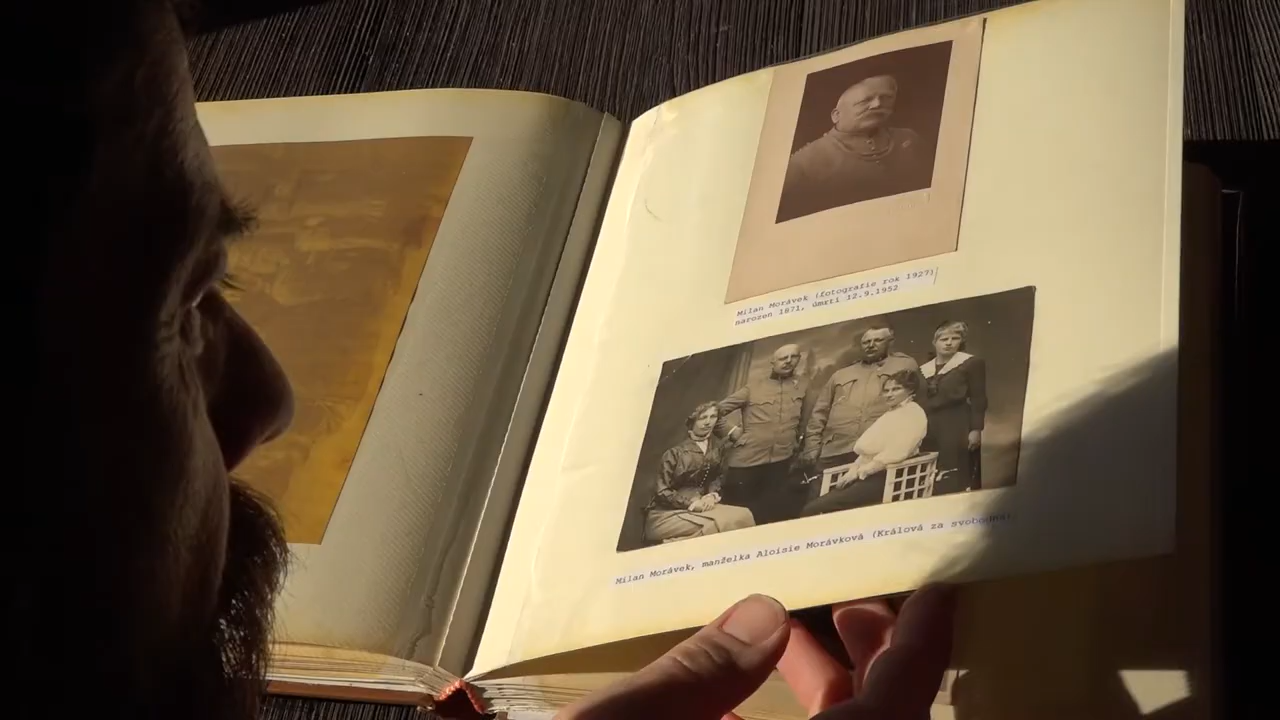 Milan Morávek (fotografie rok 1927)
narozen 1871, úmrtí 12.9.1952
Milan Morávek, manželka Aloisie Morávková (Králová za svobodna)